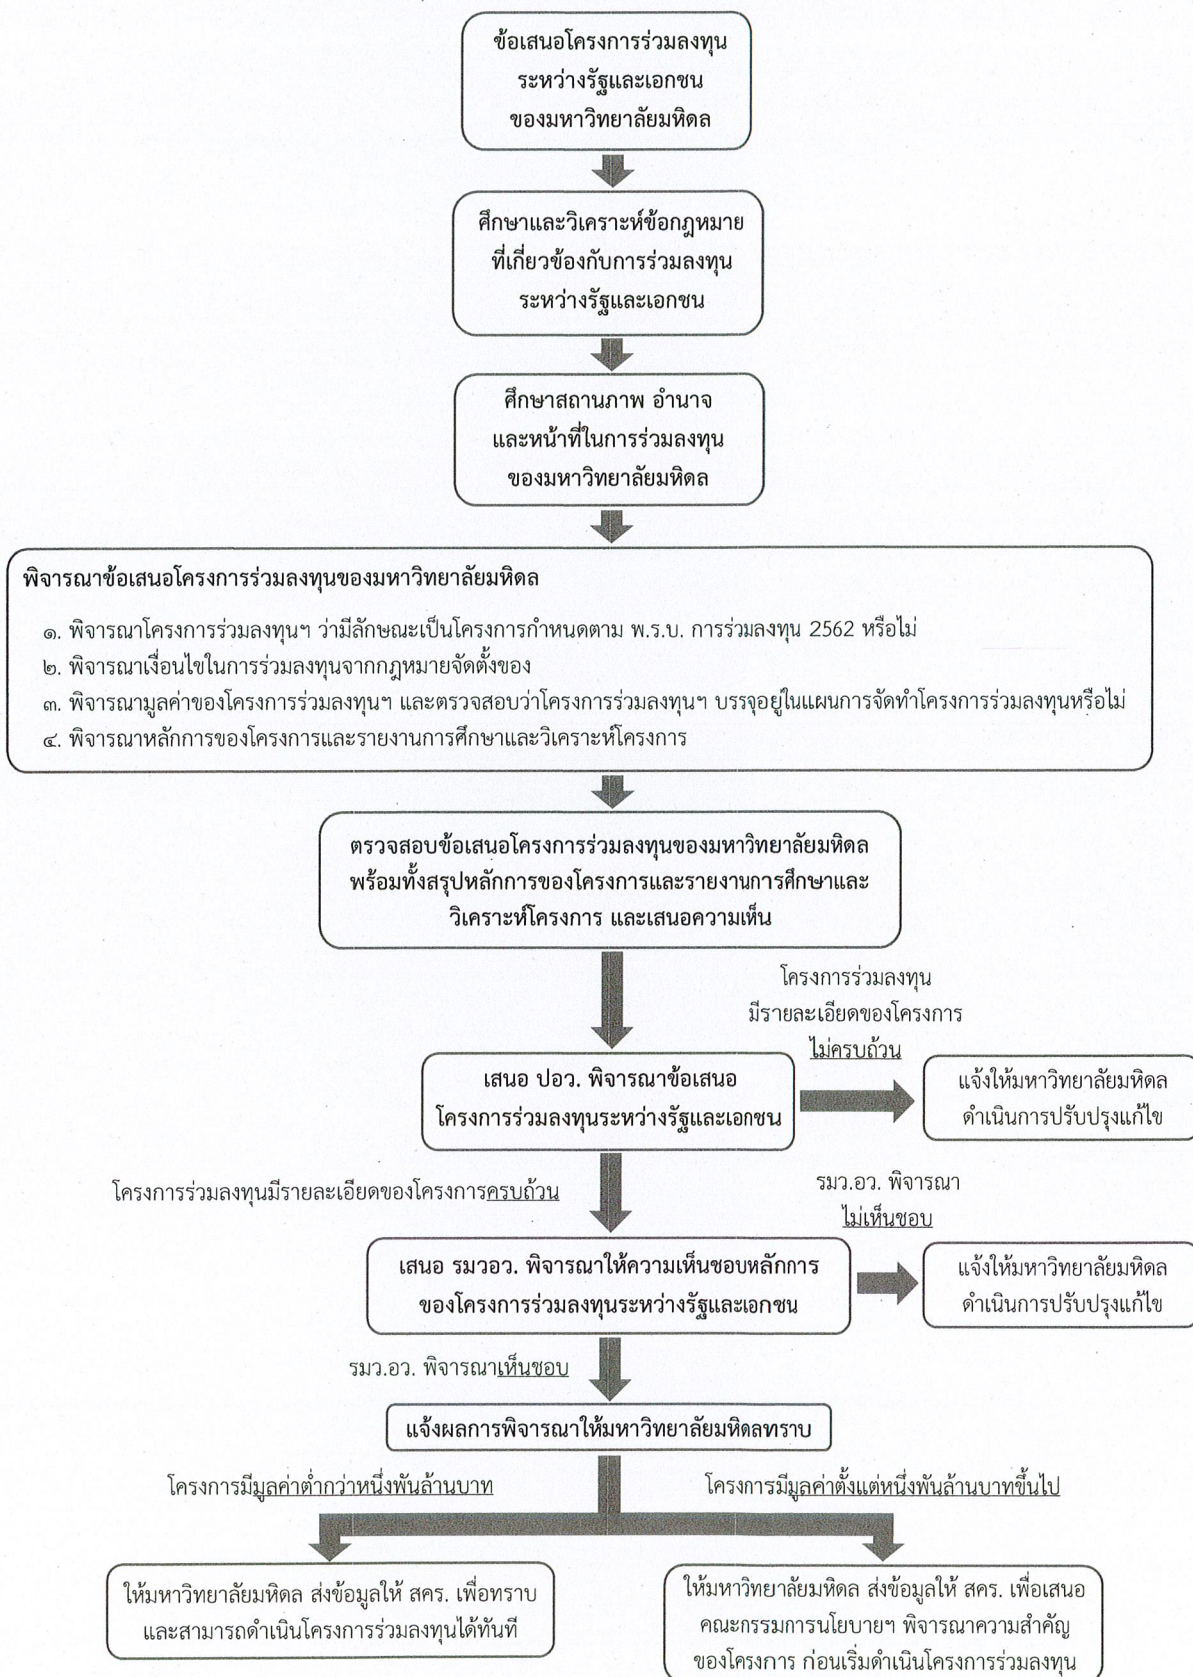 ข้อเสนอโครงการร่วมลงทุน
ระหว่างรัฐและเอกชน
ของมหาวิทยาลัยมหิดล
ศึกษาและวิเคราะห์ข้อกฎหมาย
ที่เกี่ยวข้องกับการร่วมลงทุน
ระหว่างรัฐและเอกชน
ศึกษาสถานภาพ อำนาจ
และหน้าที่ในการร่วมลงทุน
ของมหาวิทยาลัยมหิดล
พิจารณาข้อเสนอโครงการร่วมลงทุนของมหาวิทยาลัยมหิดล
๑. พิจารณาโครงการร่วมลงทุนฯ ว่ามีลักษณะเป็นโครงการกำหนดตาม พ.ร.บ. การร่วมลงทุน 2562 หรือไม่
๒. พิจารณาเงื่อนไขในการร่วมลงทุนจากกฎหมายจัดตั้งของ
๓. พิจารณามูลค่าของโครงการร่วมลงทุนฯ และตรวจสอบว่าโครงการร่วมลงทุนฯ บรรจุอยู่ในแผนการจัดทำโครงการร่วมลงทุนหรือไม่
๔. พิจารณาหลักการของโครงการและรายงานการศึกษาและวิเคราะห์โครงการ
ตรวจสอบข้อเสนอโครงการร่วมลงทุนของมหาวิทยาลัยมหิดล
พร้อมทั้งสรุปหลักการของโครงการและรายงานการศึกษาและ
วิเคราะห์โครงการ และเสนอความเห็น
โครงการร่วมลงทุน
มีรายละเอียดของโครงการ
ไม่ครบถ้วน
เสนอ ปอว. พิจารณาข้อเสนอ
โครงการร่วมลงทุนระหว่างรัฐและเอกชน
แจ้งให้มหาวิทยาลัยมหิดล
ดำเนินการปรับปรุงแก้ไข
โครงการร่วมลงทุนมีรายละเอียดของโครงการครบถ้วน
รมว.อว. พิจารณา
ไม่เห็นชอบ
เสนอ รมวอว. พิจารณาให้ความเห็นชอบหลักการ
ของโครงการร่วมลงทุนระหว่างรัฐและเอกชน
แจ้งให้มหาวิทยาลัยมหิดล
ดำเนินการปรับปรุงแก้ไข
รมว.อว. พิจารณาเห็นชอบ
แจ้งผลการพิจารณาให้มหาวิทยาลัยมหิดลทราบ
โครงการมีมูลค่าต่ำกว่าหนึ่งพันล้านบาท
โครงการมีมูลค่าตั้งแต่หนึ่งพันล้านบาทขึ้นไป
ให้มหาวิทยาลัยมหิดล ส่งข้อมูลให้ สคร. เพื่อทราบ
และสามารถดำเนินโครงการร่วมลงทุนได้ทันที
ให้มหาวิทยาลัยมหิดล ส่งข้อมูลให้ สคร. เพื่อเสนอ
คณะกรรมการนโยบายฯ พิจารณาความสำคัญ
ของโครงการ ก่อนเริ่มดำเนินโครงการร่วมลงทุน